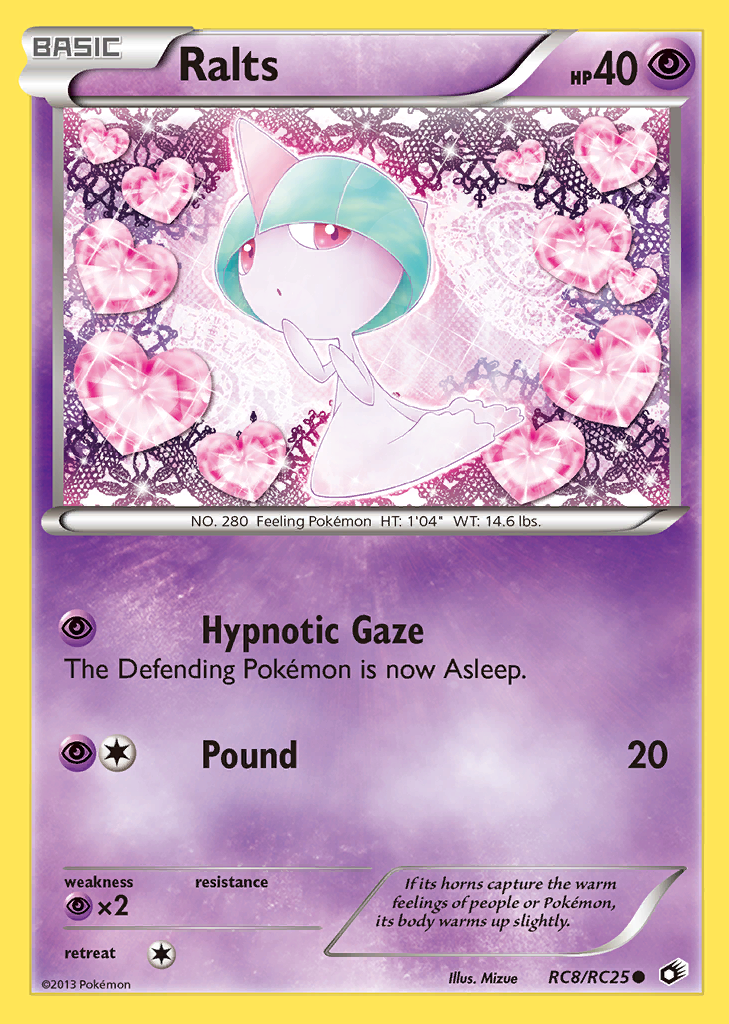 BASIC
Ralts
HP40
NO. 280 Feeling Pokémon HT: 1'04" WT: 14.6 lbs.
Hypnotic Gaze
The Defending Pokémon is now Asleep.
Pound 20
weakness resistance
×2
If its horns capture the warm
feelings of people or Pokémon,
its body warms up slightly.
retreat
©2013 Pokémon
Illus. Mizue RC8/RC25